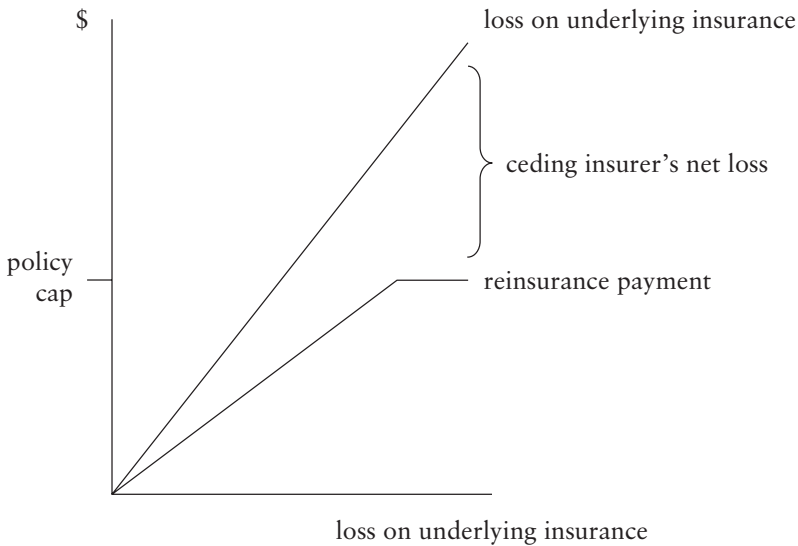 $
loss on underlying insurance
ceding insurer's net loss
policy
cap
reinsurance payment
loss on underlying insurance